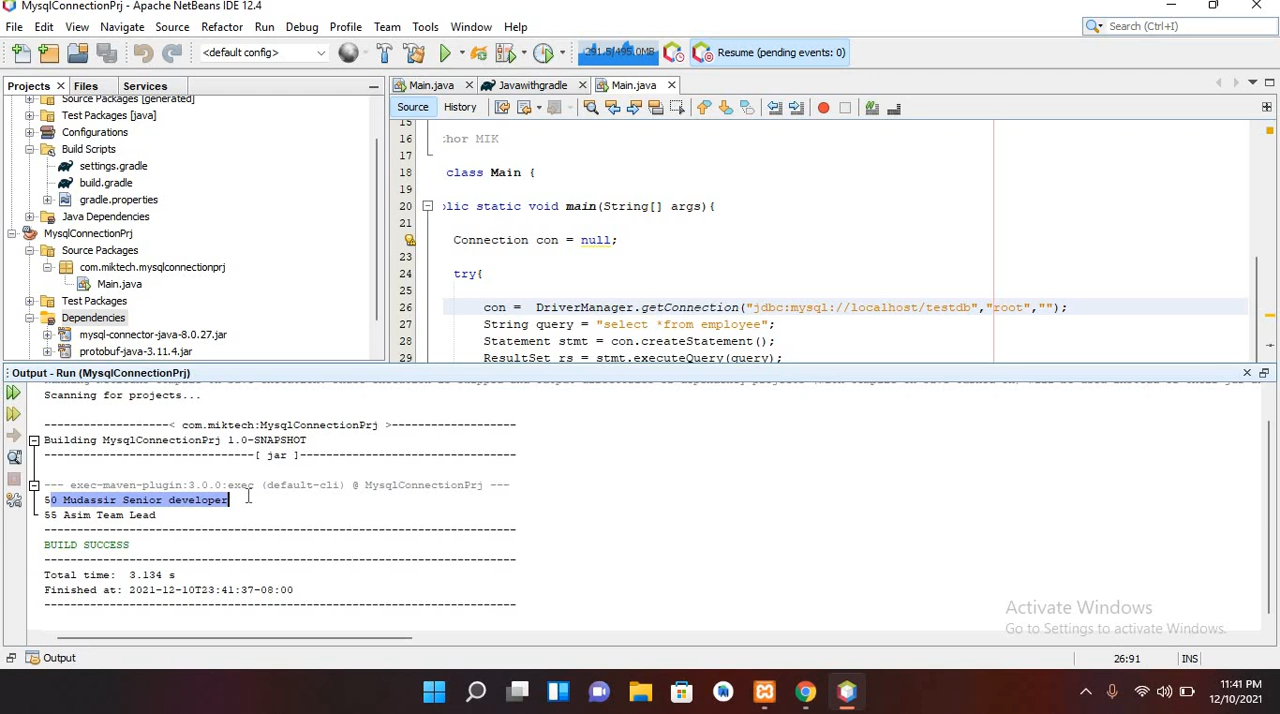 MysqlConnectionPrj - Apache NetBeans IDE 12.4
File Edit View Navigate Source Refactor Run Debug Profile Team Tools Window Help
Search (Ctrl+I)
<default config>
291.5/495.0MB
Resume (pending events: 0)
Projects Files Services
Source Packages [generated]
Test Packages [java]
Configurations
Build Scripts
settings.gradle
build.gradle
gradle.properties
Java Dependencies
MysqlConnectionPrj
Source Packages
com.miktech.mysqlconnectionprj
Main.java
Test Packages
Dependencies
mysql-connector-java-8.0.27.jar
protobuf-java-3.11.4.jar
Main.java Javawithgradle Main.java
Source History
15
16 hor MIK
17
18 class Main {
19
20 lic static void main(String[] args){
21
Connection con = null;
23
24 try{
25
26 con = DriverManager.getConnection("jdbc:mysql://localhost/testdb","root","");
27 String query = "select *from employee";
28 Statement stmt = con.createStatement();
29 ResultSet rs = stmt.executeQuery(query);
Output - Run (MysqlConnectionPrj)
Scanning for projects...
--------------------< com.miktech:MysqlConnectionPrj >-----------------
Building MysqlConnectionPrj 1.0-SNAPSHOT
--------------------------------[ jar ]---------------------------------
--- exec-maven-plugin:3.0.0:exec (default-cli) @ MysqlConnectionPrj ---
50 Mudassir Senior developer
55 Asim Team Lead
------------------------------------------------------------------------
BUILD SUCCESS
------------------------------------------------------------------------
Total time: 3.134 s
Finished at: 2021-12-10T23:41:37-08:00
------------------------------------------------------------------------
Activate Windows
Go to Settings to activate Windows.
Output
26:91 INS
11:41 PM
12/10/2021